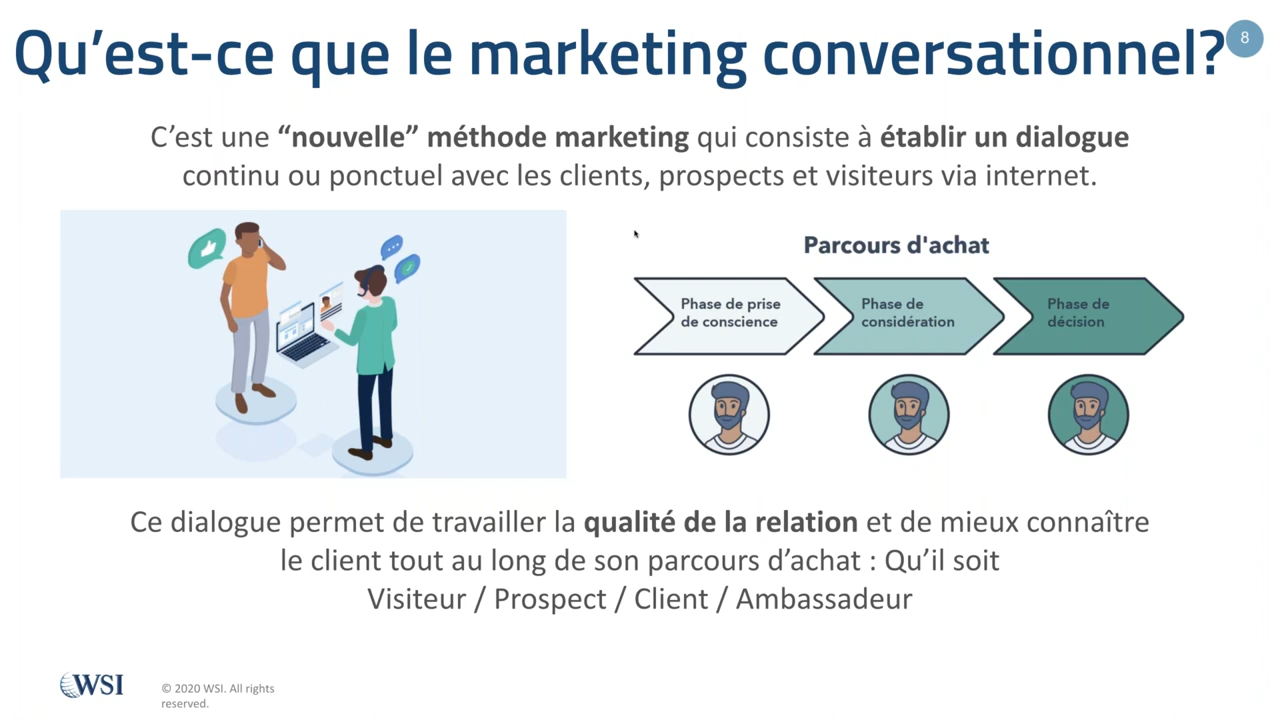 Qu’est-ce que le marketing conversationnel?
8
C’est une “nouvelle” méthode marketing qui consiste à établir un dialogue
continu ou ponctuel avec les clients, prospects et visiteurs via internet.
Parcours d'achat
Phase de prise
de conscience
Phase de
considération
Phase de
décision
Ce dialogue permet de travailler la qualité de la relation et de mieux connaître
le client tout au long de son parcours d’achat : Qu’il soit
Visiteur / Prospect / Client / Ambassadeur
WSI
© 2020 WSI. All rights
reserved.